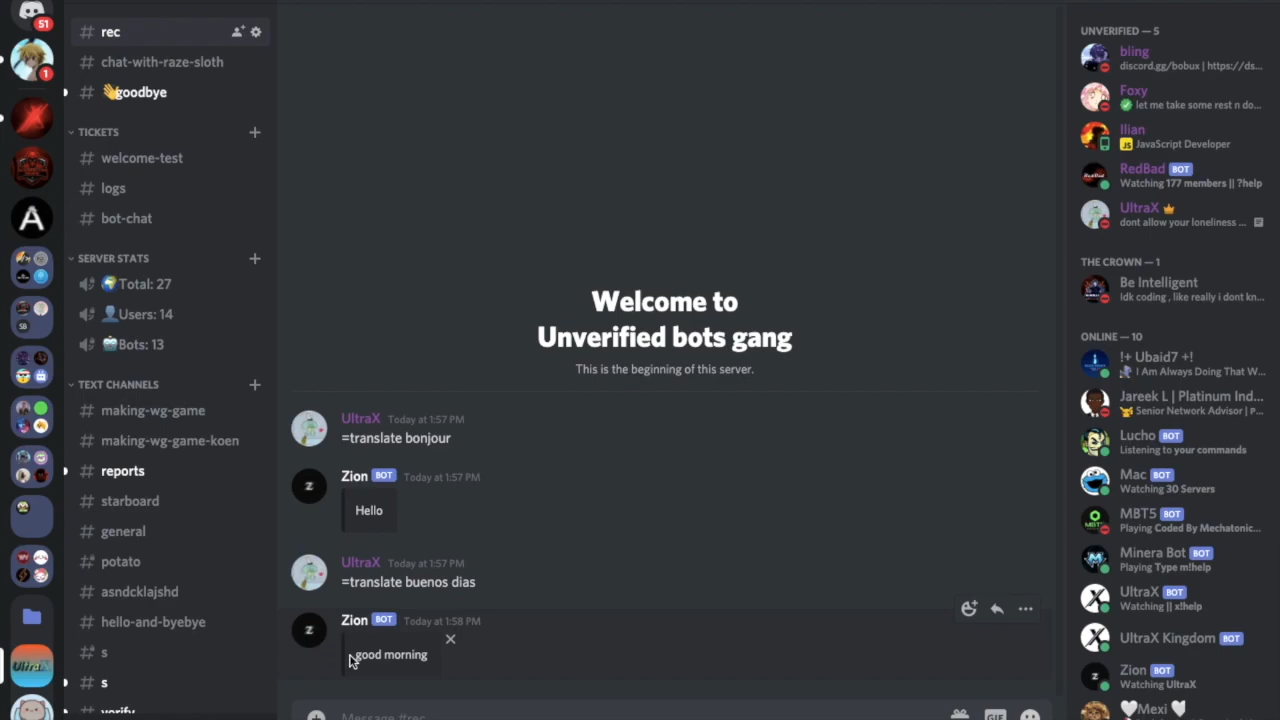 51
1
rec
chat-with-raze-sloth
👋goodbye
TICKETS
welcome-test
logs
bot-chat
SERVER STATS
🌍Total: 27
👤Users: 14
🤖Bots: 13
TEXT CHANNELS
making-wg-game
making-wg-game-koen
reports
starboard
general
potato
asndcklajshd
hello-and-byebye
s
s
verify
A
SB
UltraX
Welcome to
Unverified bots gang
This is the beginning of this server.
UltraX Today at 1:57 PM
=translate bonjour
Zion BOT Today at 1:57 PM
Hello
UltraX Today at 1:57 PM
=translate buenos dias
Zion BOT Today at 1:58 PM
good morning
Message #rec
GIF
UNVERIFIED — 5
bling
discord.gg/bobux | https://ds...
Foxy
let me take some rest n do...
Ilian
JS JavaScript Developer
RedBad BOT
Watching 177 members || ?help
UltraX
dont allow your loneliness ...
THE CROWN — 1
Be Intelligent
Idk coding , like really i dont kn...
ONLINE — 10
!+ Ubaid7 +!
I Am Always Doing That W...
Jareek L | Platinum Ind...
Senior Network Advisor | P...
Lucho BOT
Listening to your commands
Mac BOT
Watching 30 Servers
MBT5 BOT
Playing Coded By Mechatonic...
Minera Bot BOT
Playing Type m!help
UltraX BOT
Watching || x!help
UltraX Kingdom BOT
Zion BOT
Watching UltraX
🤍Mexi 🤍